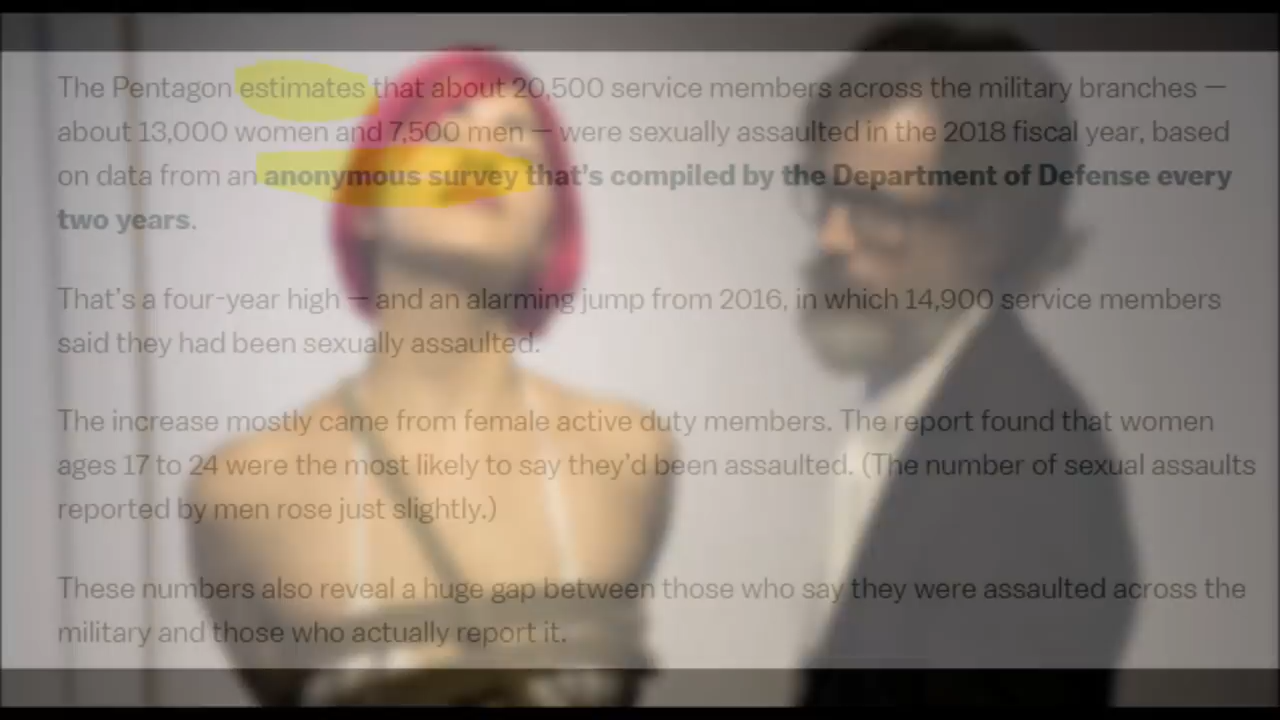 The Pentagon estimates that about 20,500 service members across the military branches —
about 13,000 women and 7,500 men — were sexually assaulted in the 2018 fiscal year, based
on data from an anonymous survey that's compiled by the Department of Defense every
two years.
That's a four-year high — and an alarming jump from 2016, in which 14,900 service members
said they had been sexually assaulted.
The increase mostly came from female active duty members. The report found that women
ages 17 to 24 were the most likely to say they'd been assaulted. (The number of sexual assaults
reported by men rose just slightly.)
These numbers also reveal a huge gap between those who say they were assaulted across the
military and those who actually report it.